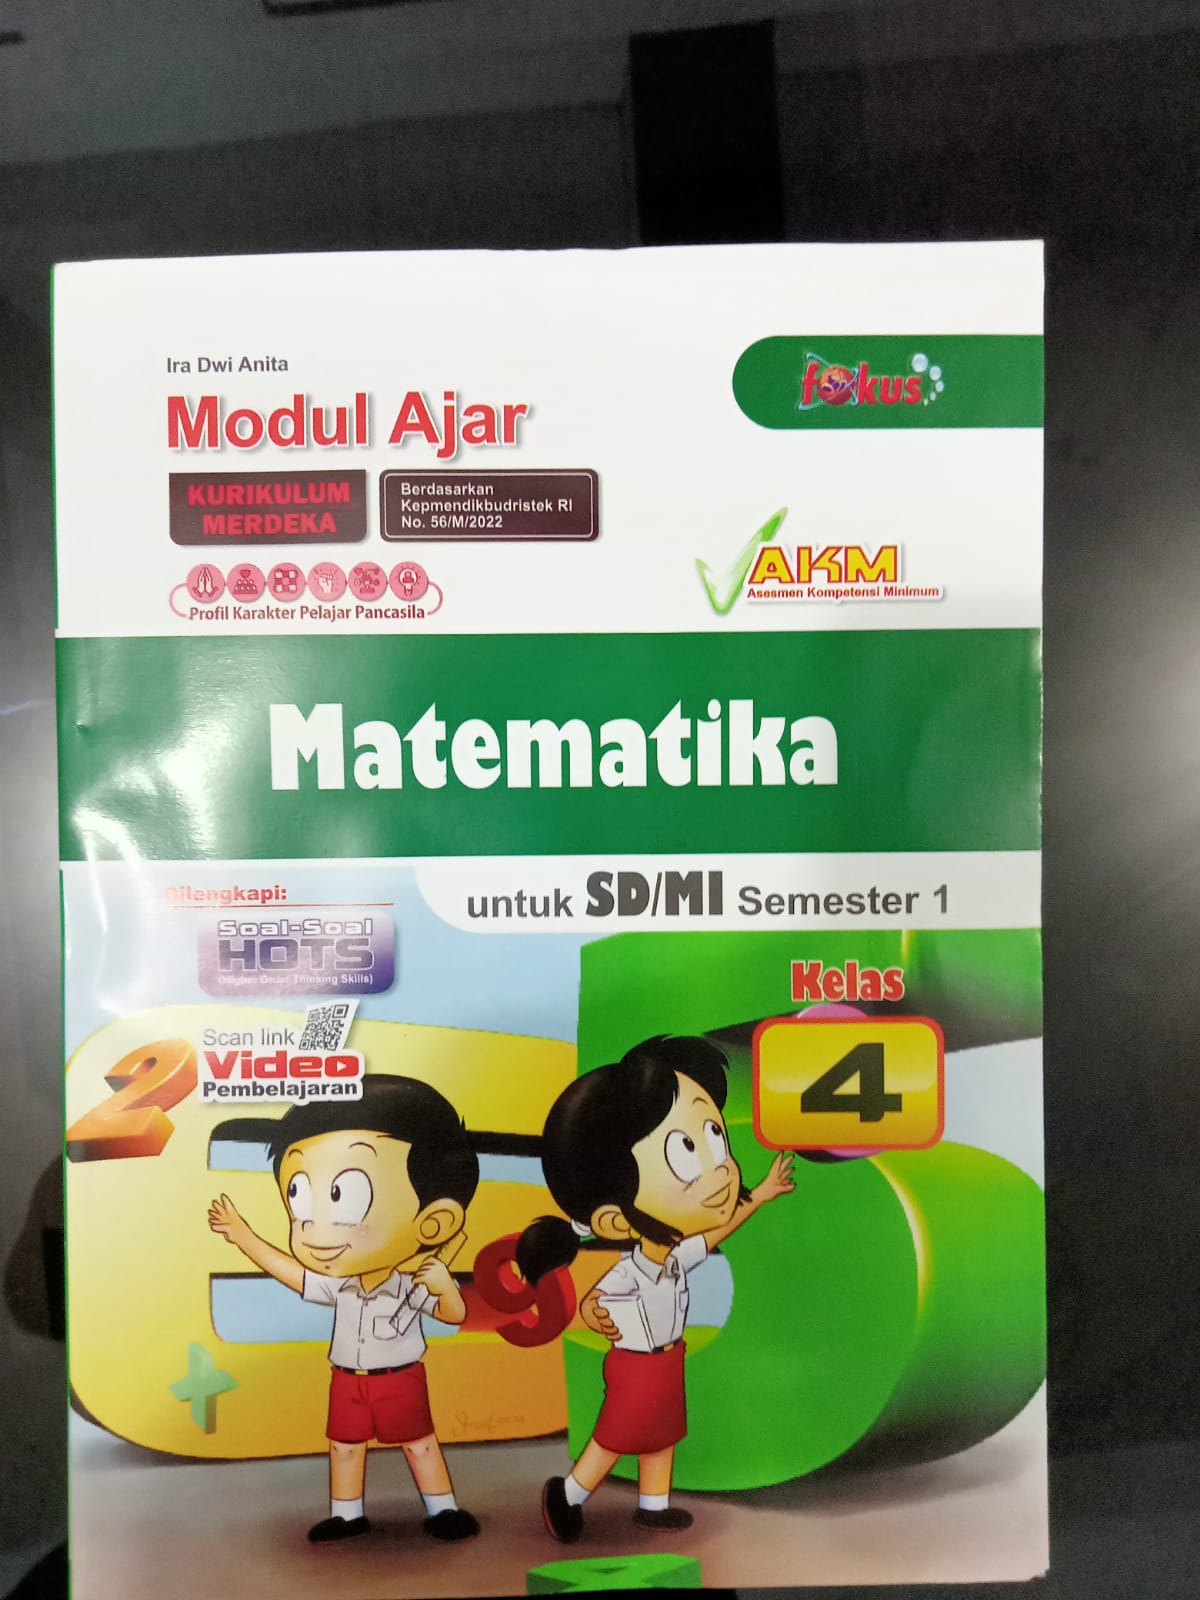 Ira Dwi Anita
Modul Ajar
fokus
KURIKULUM
MERDEKA
Berdasarkan
Kepmendikbudristek RI
No. 56/M/2022
AKM
Asesmen Kompetensi Minimum
Profil Karakter Pelajar Pancasila
Matematika
untuk SD/MI Semester 1
Dilengkapi:
Soal-Soal
HOTS
(Higher Order Thinking Skills)
Kelas
4
Scan link
Video
Pembelajaran
2
9